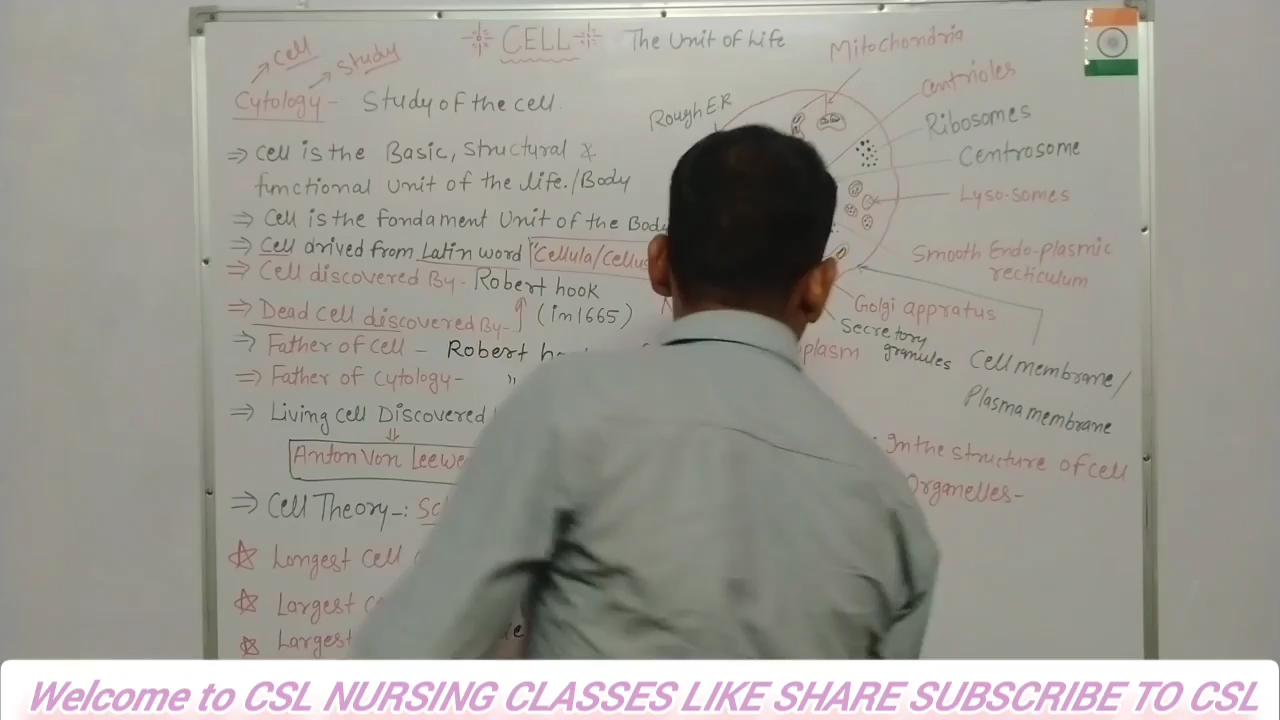 CELL The Unit of Life
Cell Study
Cytology - Study of the cell.
⇒ Cell is the Basic, Structural &
functional Unit of the life./Body
⇒ Cell is the fondament Unit of the Body
⇒ Cell drived from Latin word "Cellula/Cellus
⇒ Cell discovered By - Robert hook
⇒ Dead cell discovered By - (in 1665)
⇒ Father of cell - Robert
⇒ Father of Cytology - "
⇒ Living cell Discovered
⇓
Anton Von
⇒ Cell Theory -:
☆ Longest cell
☆ Largest
☆ Largest
Rough ER
Mitochondria
Centrioles
Ribosomes
Centrosome
Lyso-somes
Smooth Endo-plasmic
recticulum
Golgi appratus
Secretory
granules
Cell membrane/
Plasma membrane
In the structure of cell
Organelles-
Welcome to CSL NURSING CLASSES LIKE SHARE SUBSCRIBE TO CSL